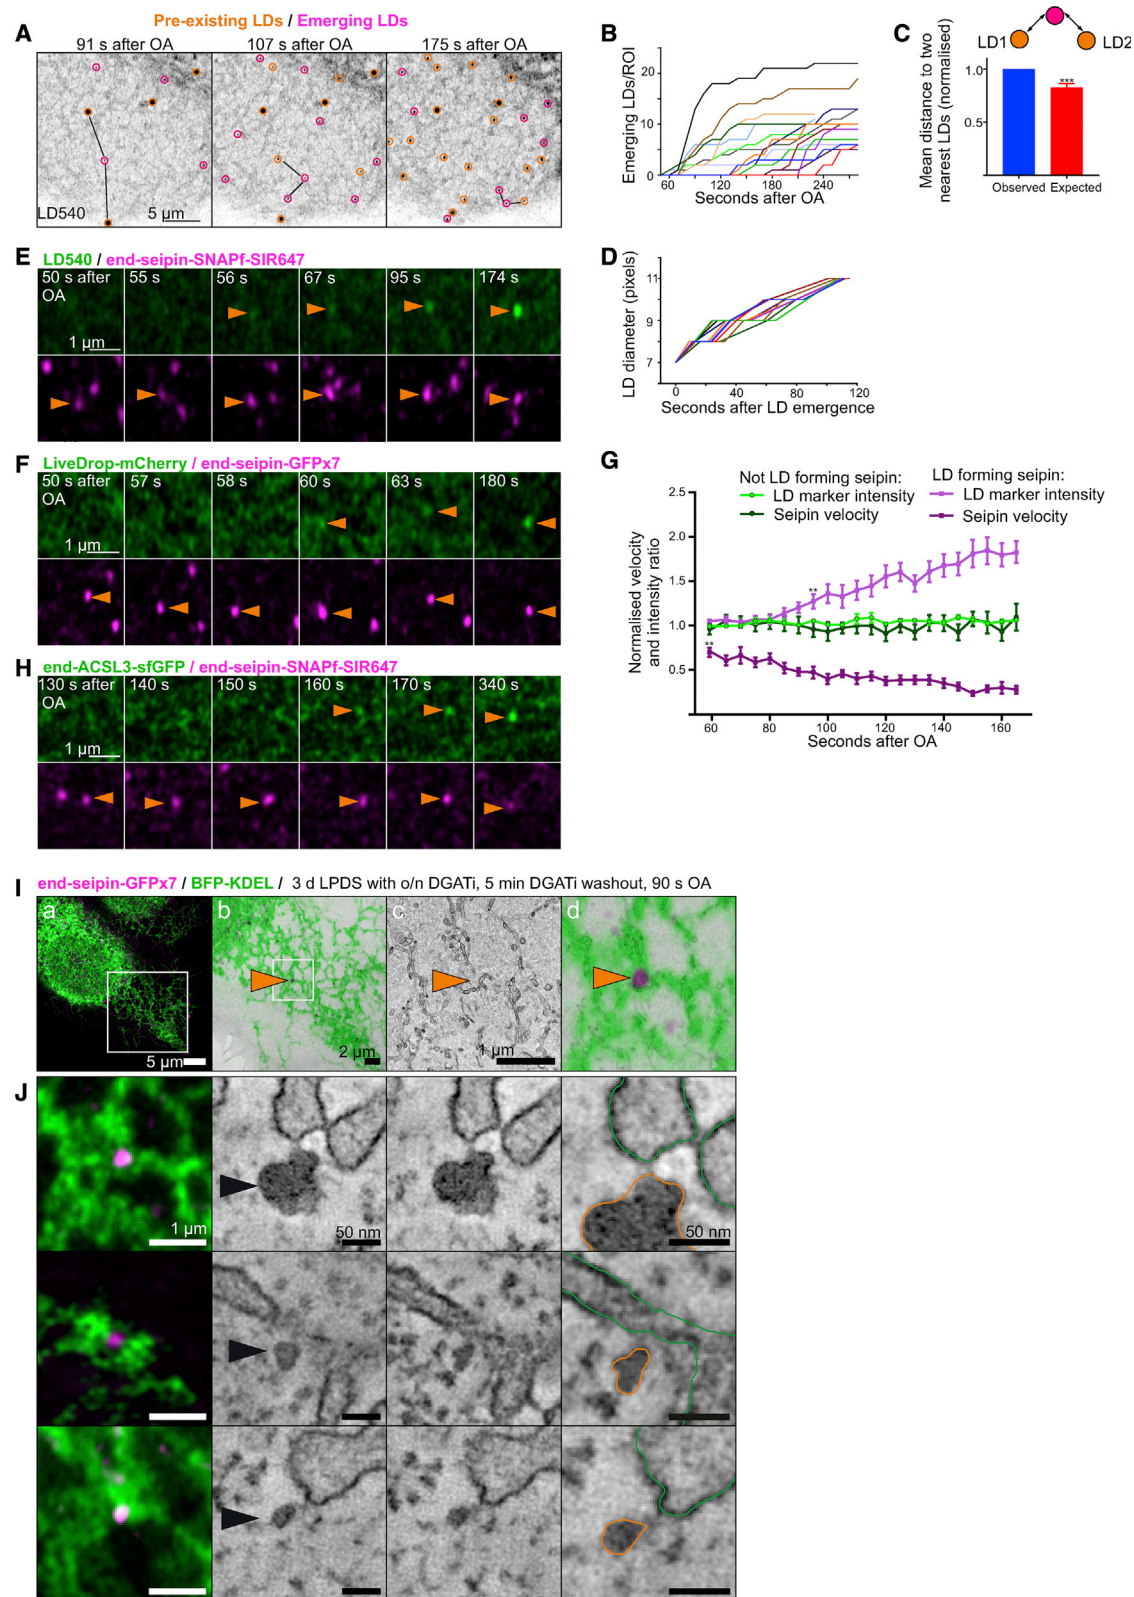 Pre-existing LDs / Emerging LDs
A
91 s after OA
107 s after OA
175 s after OA
LD540
5 µm
B
Emerging LDs/ROI
20
10
0
60
120
180
240
Seconds after OA
C
LD1
LD2
Mean distance to two
nearest LDs (normalised)
1.0
0.5
***
Observed
Expected
D
LD diameter (pixels)
11
9
7
0
40
80
120
Seconds after LD emergence
E
LD540 / end-seipin-SNAPf-SIR647
50 s after
OA
55 s
56 s
67 s
95 s
174 s
1 µm
F
LiveDrop-mCherry / end-seipin-GFPx7
50 s after
OA
57 s
58 s
60 s
63 s
180 s
1 µm
G
Not LD forming seipin:
LD marker intensity
Seipin velocity
LD forming seipin:
LD marker intensity
Seipin velocity
Normalised velocity
and intensity ratio
2.5
2.0
1.5
1.0
0.5
**
**
60
80
100
120
140
160
Seconds after OA
H
end-ACSL3-sfGFP / end-seipin-SNAPf-SIR647
130 s after
OA
140 s
150 s
160 s
170 s
340 s
1 µm
I
end-seipin-GFPx7 / BFP-KDEL / 3 d LPDS with o/n DGATi, 5 min DGATi washout, 90 s OA
a
b
c
d
5 µm
2 µm
1 µm
J
1 µm
50 nm
50 nm